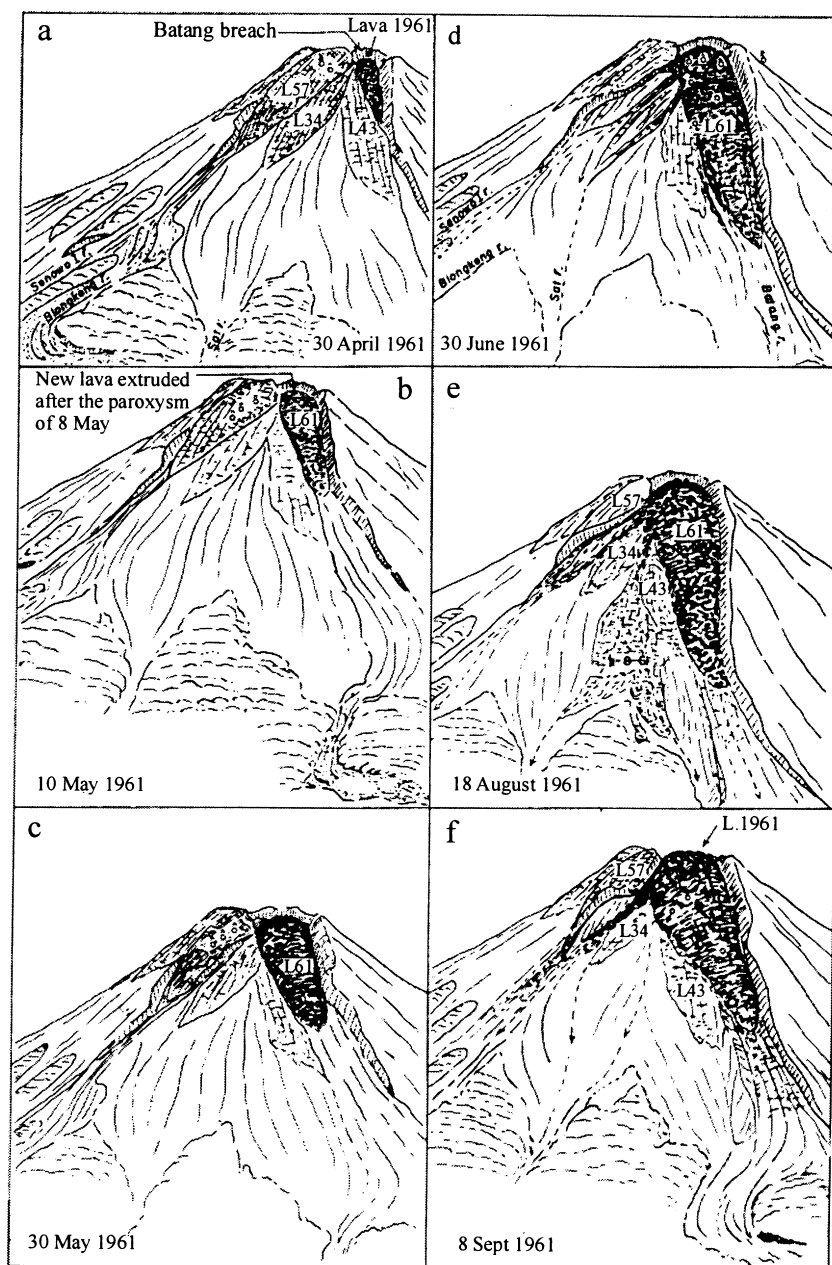 a
Batang breach
Lava 1961
L57
L34
L43
Senowo r.
Blongkeng r.
Sat r.
30 April 1961
d
L61
Senowo r.
Blongkeng r.
Sat r.
Batang r.
30 June 1961
New lava extruded
after the paroxysm
of 8 May
b
L61
10 May 1961
e
L57
L61
L34
L43
18 August 1961
c
L61
30 May 1961
f
L.1961
L57
L34
L43
8 Sept 1961